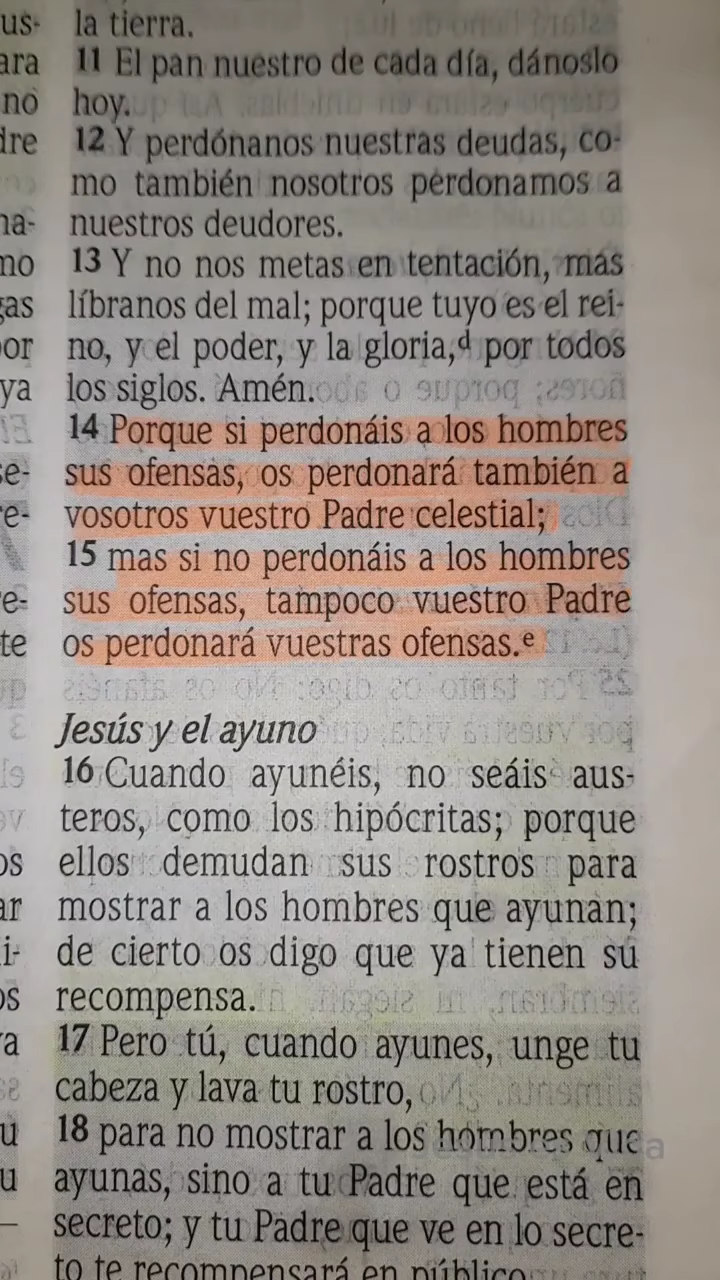 la tierra.
11 El pan nuestro de cada día, dánoslo
hoy.
12 Y perdónanos nuestras deudas, co-
mo también nosotros perdonamos a
nuestros deudores.
13 Y no nos metas en tentación, mas
líbranos del mal; porque tuyo es el rei-
no, y el poder, y la gloria,d por todos
los siglos. Amén.
14 Porque si perdonáis a los hombres
sus ofensas, os perdonará también a
vosotros vuestro Padre celestial;
15 mas si no perdonáis a los hombres
sus ofensas, tampoco vuestro Padre
os perdonará vuestras ofensas.e
Jesús y el ayuno
16 Cuando ayunéis, no seáis aus-
teros, como los hipócritas; porque
ellos demudan sus rostros para
mostrar a los hombres que ayunan;
de cierto os digo que ya tienen su
recompensa.
17 Pero tú, cuando ayunes, unge tu
cabeza y lava tu rostro,
18 para no mostrar a los hombres que
ayunas, sino a tu Padre que está en
secreto; y tu Padre que ve en lo secre-
to te recompensará en público.